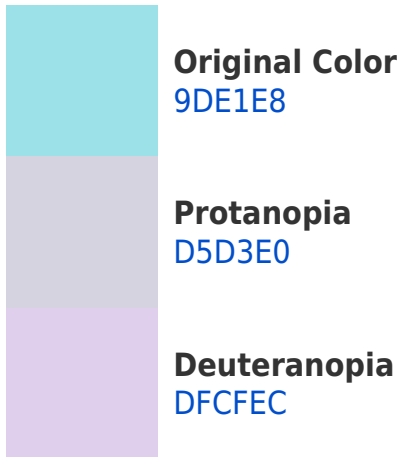 Original Color
9DE1E8
Protanopia
D5D3E0
Deuteranopia
DFCFEC